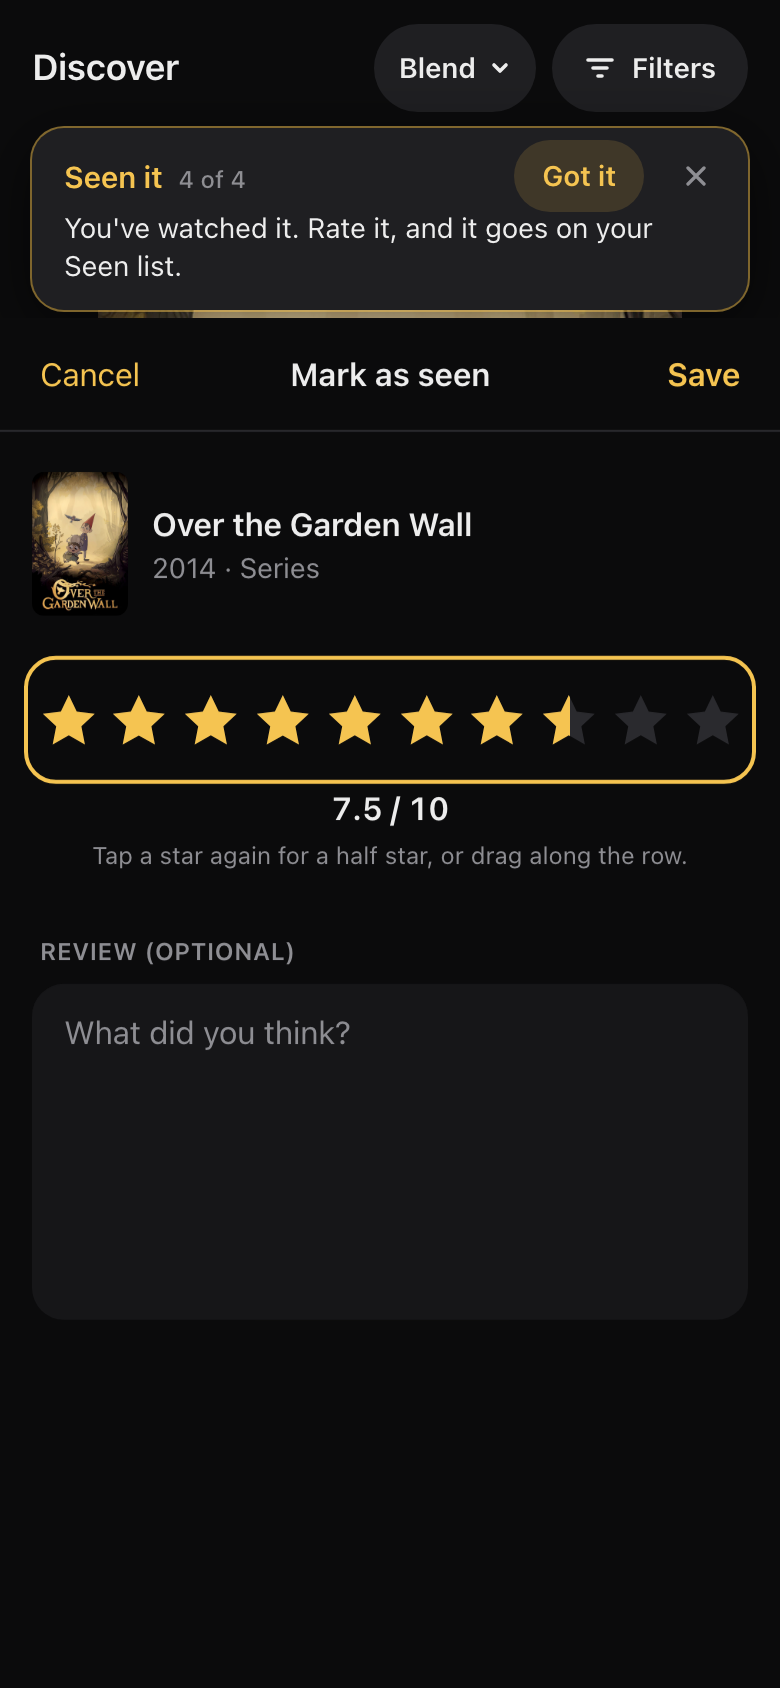 Discover
Blend
Filters
Seen it 4 of 4
Got it
You've watched it. Rate it, and it goes on your
Seen list.
Cancel
Mark as seen
Save
OVER THE
GARDEN WALL
Over the Garden Wall
2014 · Series
7.5 / 10
Tap a star again for a half star, or drag along the row.
REVIEW (OPTIONAL)
What did you think?